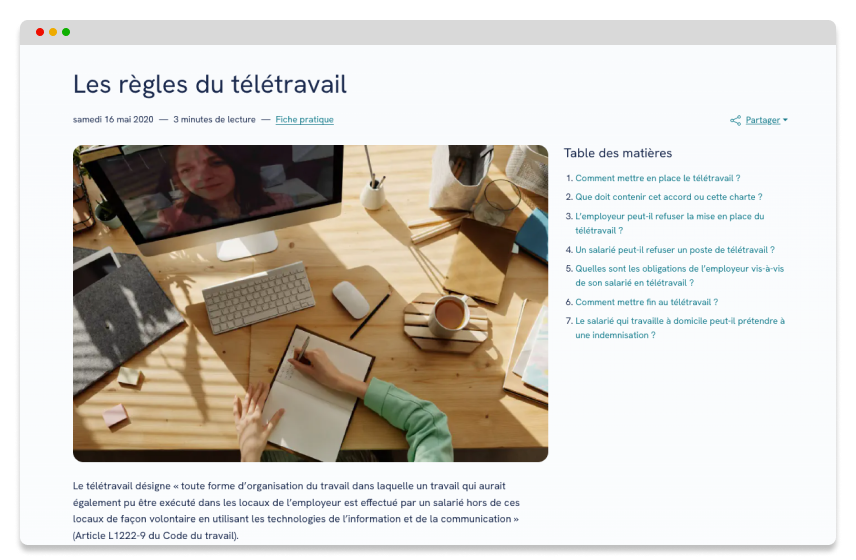 Les règles du télétravail
samedi 16 mai 2020 — 3 minutes de lecture — Fiche pratique
Partager
Table des matières
1. Comment mettre en place le télétravail ?
2. Que doit contenir cet accord ou cette charte ?
3. L'employeur peut-il refuser la mise en place du
télétravail ?
4. Un salarié peut-il refuser un poste de télétravail ?
5. Quelles sont les obligations de l'employeur vis-à-vis
de son salarié en télétravail ?
6. Comment mettre fin au télétravail ?
7. Le salarié qui travaille à domicile peut-il prétendre à
une indemnisation ?
Le télétravail désigne « toute forme d'organisation du travail dans laquelle un travail qui aurait
également pu être exécuté dans les locaux de l'employeur est effectué par un salarié hors de ces
locaux de façon volontaire en utilisant les technologies de l'information et de la communication »
(Article L1222-9 du Code du travail).